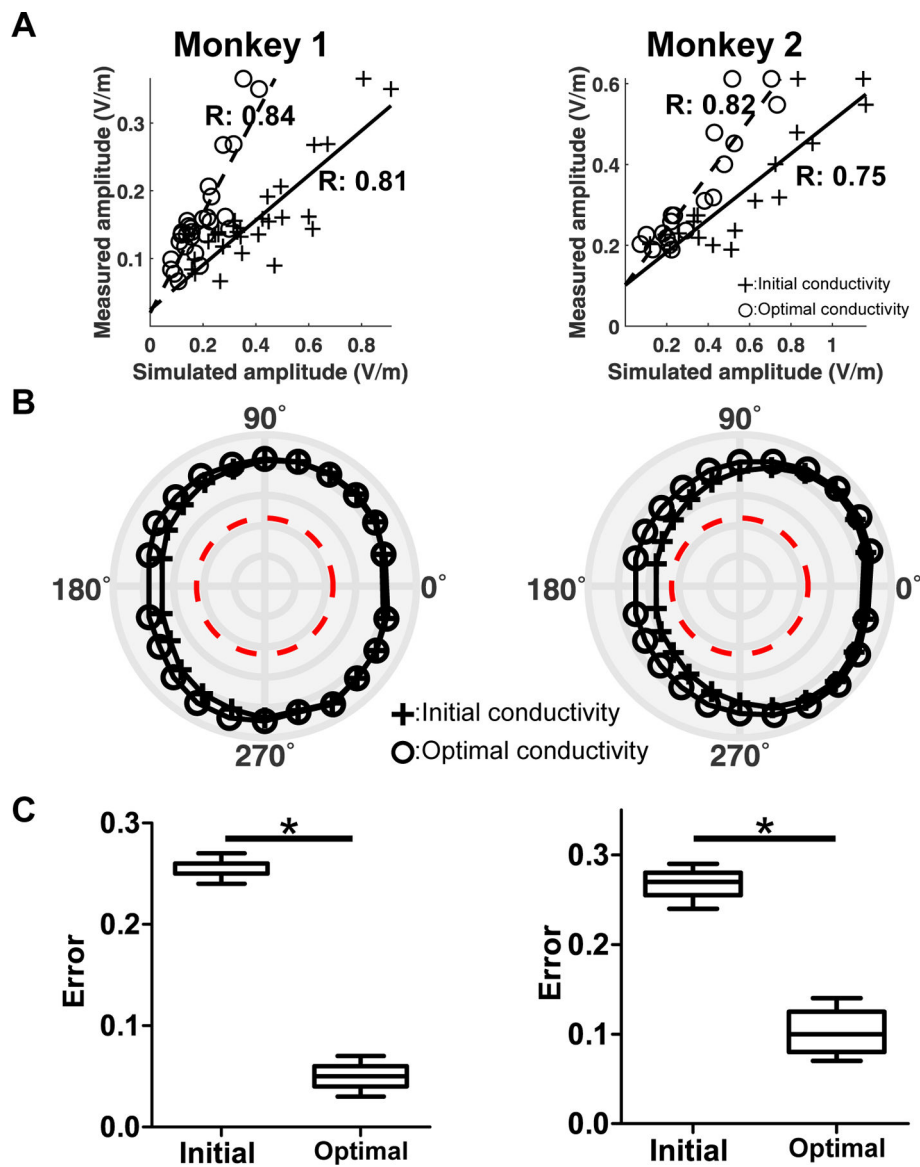 A
Monkey 1
Monkey 2
Measured amplitude (V/m)
0.3
0.2
0.1
R: 0.84
R: 0.81
0
0.2
0.4
0.6
0.8
Simulated amplitude (V/m)
Measured amplitude (V/m)
0.6
0.4
0.2
0
R: 0.82
R: 0.75
+:Initial conductivity
○:Optimal conductivity
0.2
0.4
0.6
0.8
1
Simulated amplitude (V/m)
B
90°
180°
0°
270°
90°
180°
0°
270°
+:Initial conductivity
○:Optimal conductivity
C
Error
0.3
0.2
0.1
0.0
*
Initial
Optimal
Error
0.3
0.2
0.1
0.0
*
Initial
Optimal